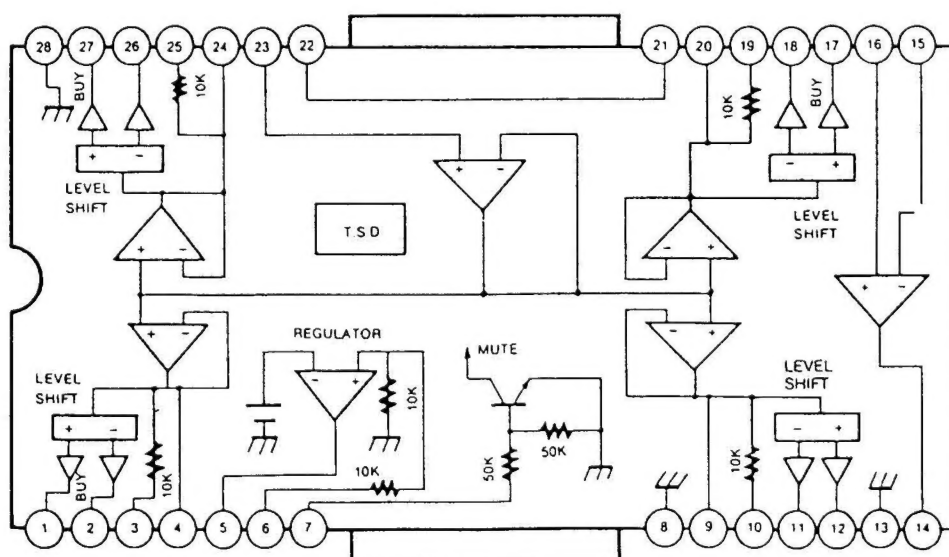 28 27 26 25 24 23 22 21 20 19 18 17 16 15
BUY 10K 10K BUY
+ - + - - +
LEVEL
SHIFT
LEVEL
SHIFT
T.S.D
+ - - + + -
+ - - +
REGULATOR
MUTE
LEVEL
SHIFT
LEVEL
SHIFT
- +
10K
+ - - +
50K
10K 10K 50K 10K
BUY
1 2 3 4 5 6 7 8 9 10 11 12 13 14